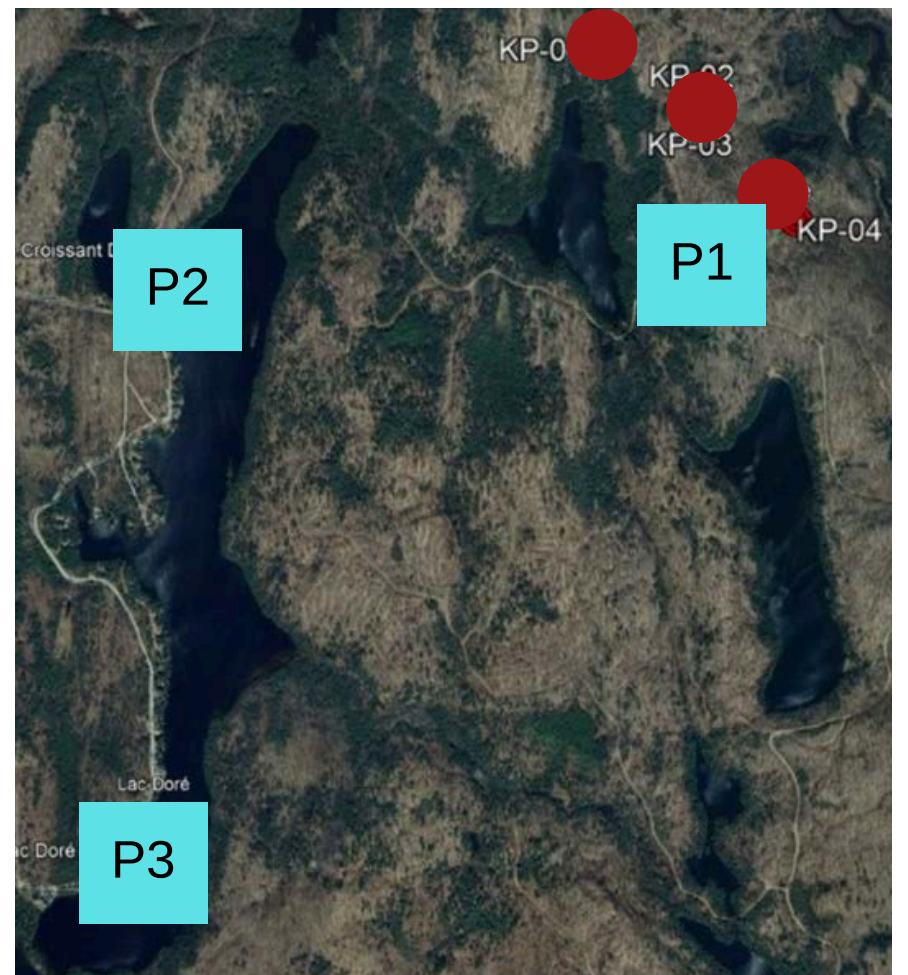 KP-0
KP-02
KP-03
KP-04
P1
Croissant D
P2
Lac Doré
ac Doré
P3